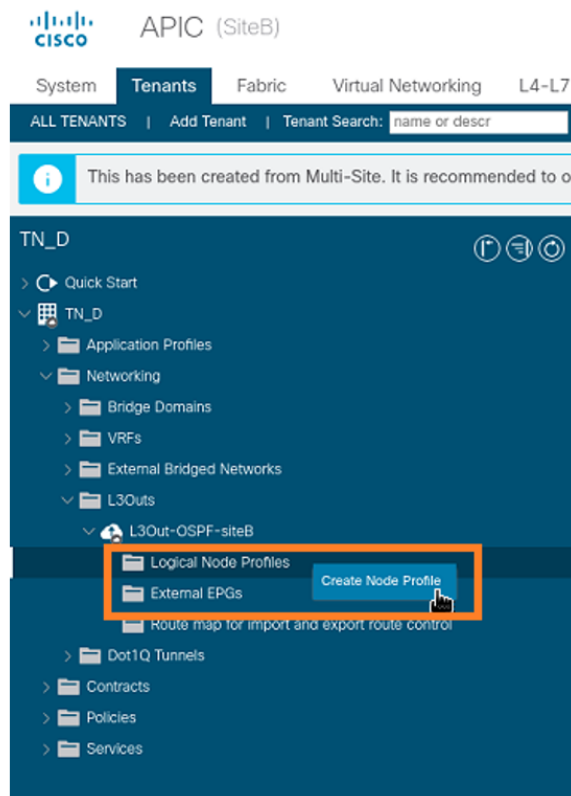 CISCO
APIC (SiteB)
System Tenants Fabric Virtual Networking L4-L7
ALL TENANTS | Add Tenant | Tenant Search: name or descr
This has been created from Multi-Site. It is recommended to o
TN_D
Quick Start
TN_D
Application Profiles
Networking
Bridge Domains
VRFs
External Bridged Networks
L3Outs
L3Out-OSPF-siteB
Logical Node Profiles
Create Node Profile
External EPGs
Route map for import and export route control
Dot1Q Tunnels
Contracts
Policies
Services